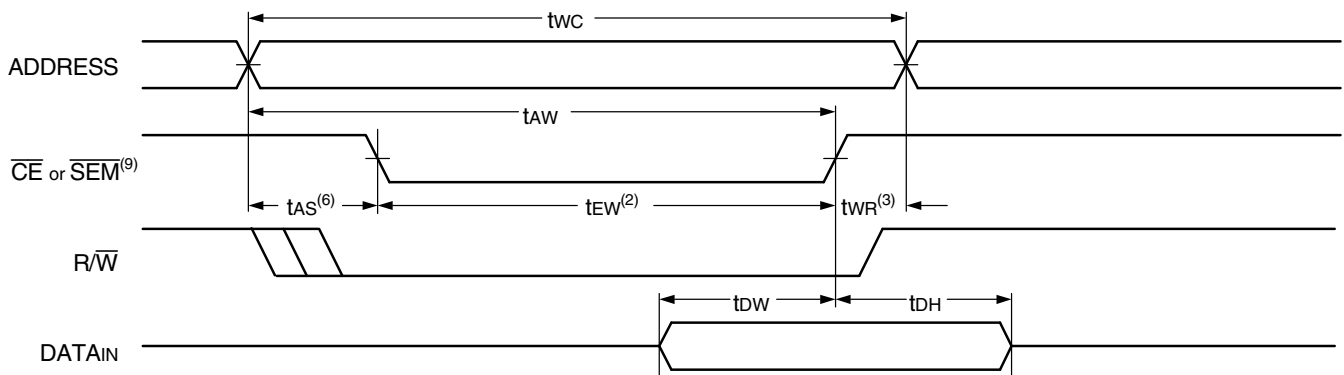 tWC
ADDRESS
tAW
CE or SEM(9)
tAS(6) tEW(2) tWR(3)
R/W
tDW tDH
DATAIN